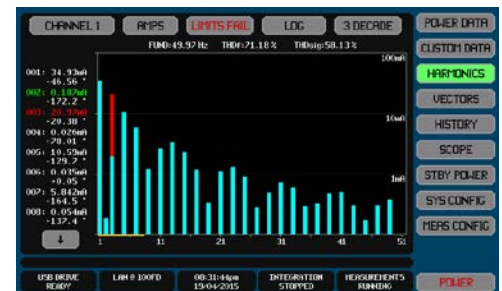 CHANNEL 1
AMPS
LIMITS FAIL
LOG
3 DECADE
POWER DATA
FUND:49.97 Hz THDf:71.18 % THDsig:58.13 %
CUSTOM DATA
100mA
001: 34.93mA
-46.56 °
HARMONICS
002: 0.187mA
-172.2 °
VECTORS
003: 20.97mA
-20.38 °
10mA
HISTORY
004: 0.026mA
-78.01 °
SCOPE
005: 10.59mA
-129.7 °
006: 0.035mA
-0.05 °
1mA
STBY POWER
007: 5.842mA
-164.5 °
SYS CONFIG
008: 0.054mA
-137.4 °
MEAS CONFIG
1 11 21 31 41 51
USB DRIVE
READY
LAN @ 100FD
08:31:44pm
19/04/2015
INTEGRATION
STOPPED
MEASUREMENTS
RUNNING
POWER